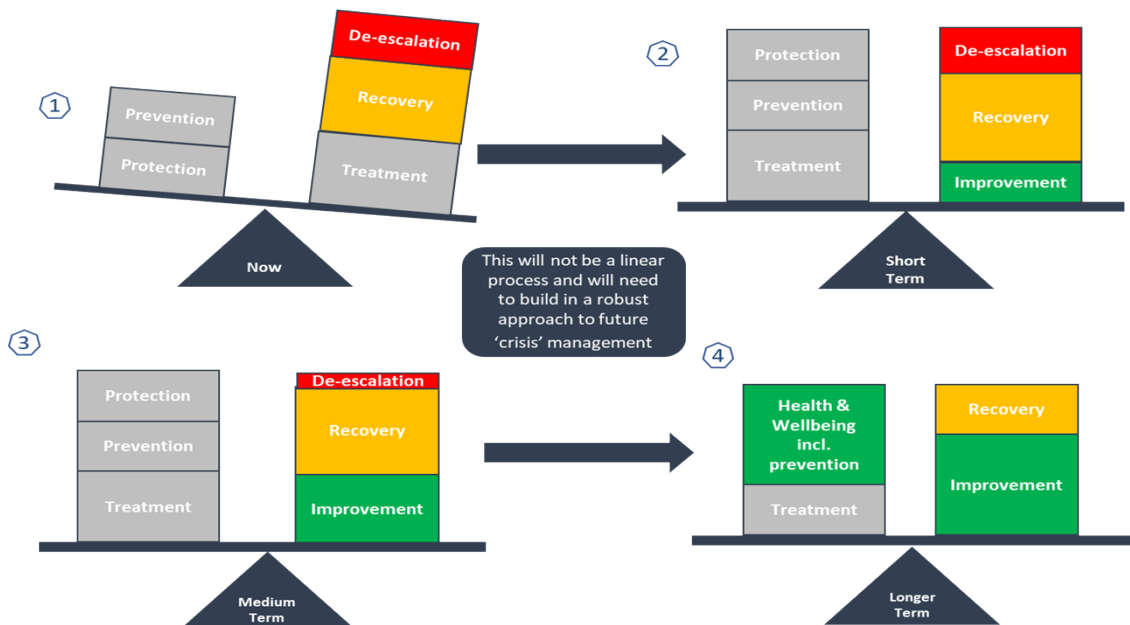 1
Prevention
Protection
De-escalation
Recovery
Treatment
Now
2
Protection
Prevention
Treatment
De-escalation
Recovery
Improvement
Short
Term
This will not be a linear
process and will need
to build in a robust
approach to future
‘crisis’ management
3
Protection
Prevention
Treatment
De-escalation
Recovery
Improvement
Medium
Term
4
Health &
Wellbeing
incl.
prevention
Treatment
Recovery
Improvement
Longer
Term